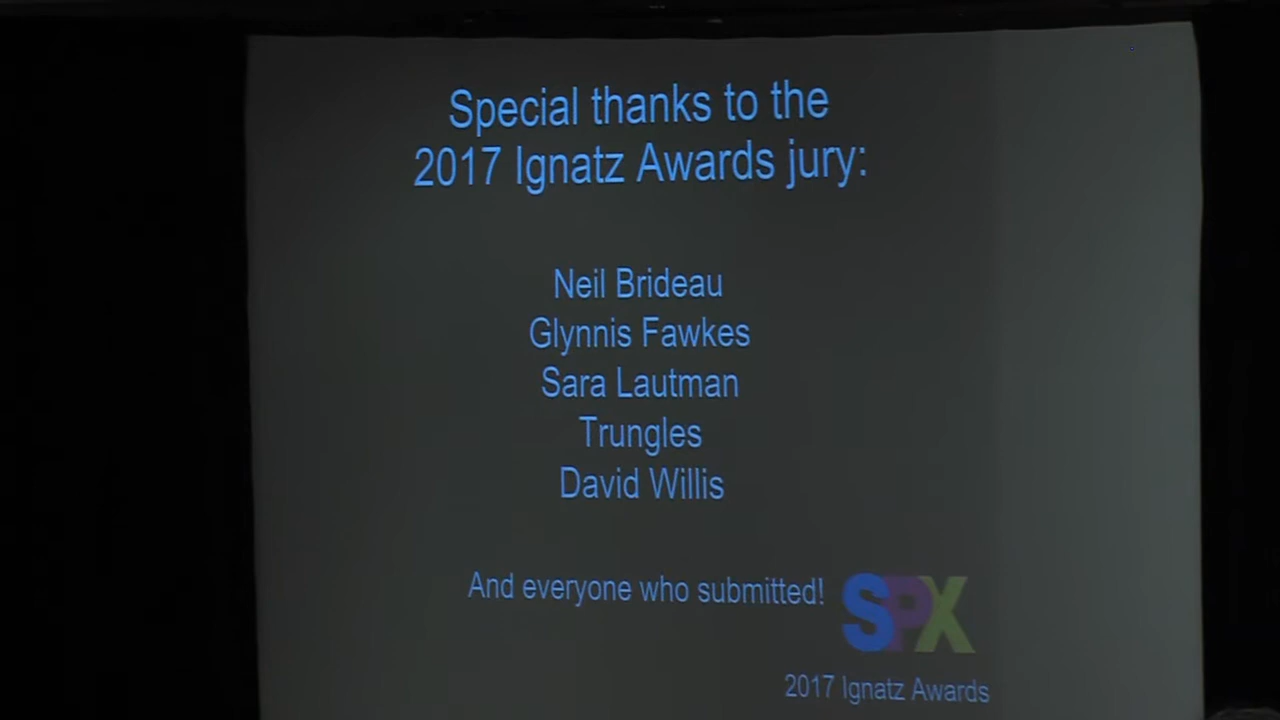 Special thanks to the
2017 Ignatz Awards jury:
Neil Brideau
Glynnis Fawkes
Sara Lautman
Trungles
David Willis
And everyone who submitted!
SPX
2017 Ignatz Awards